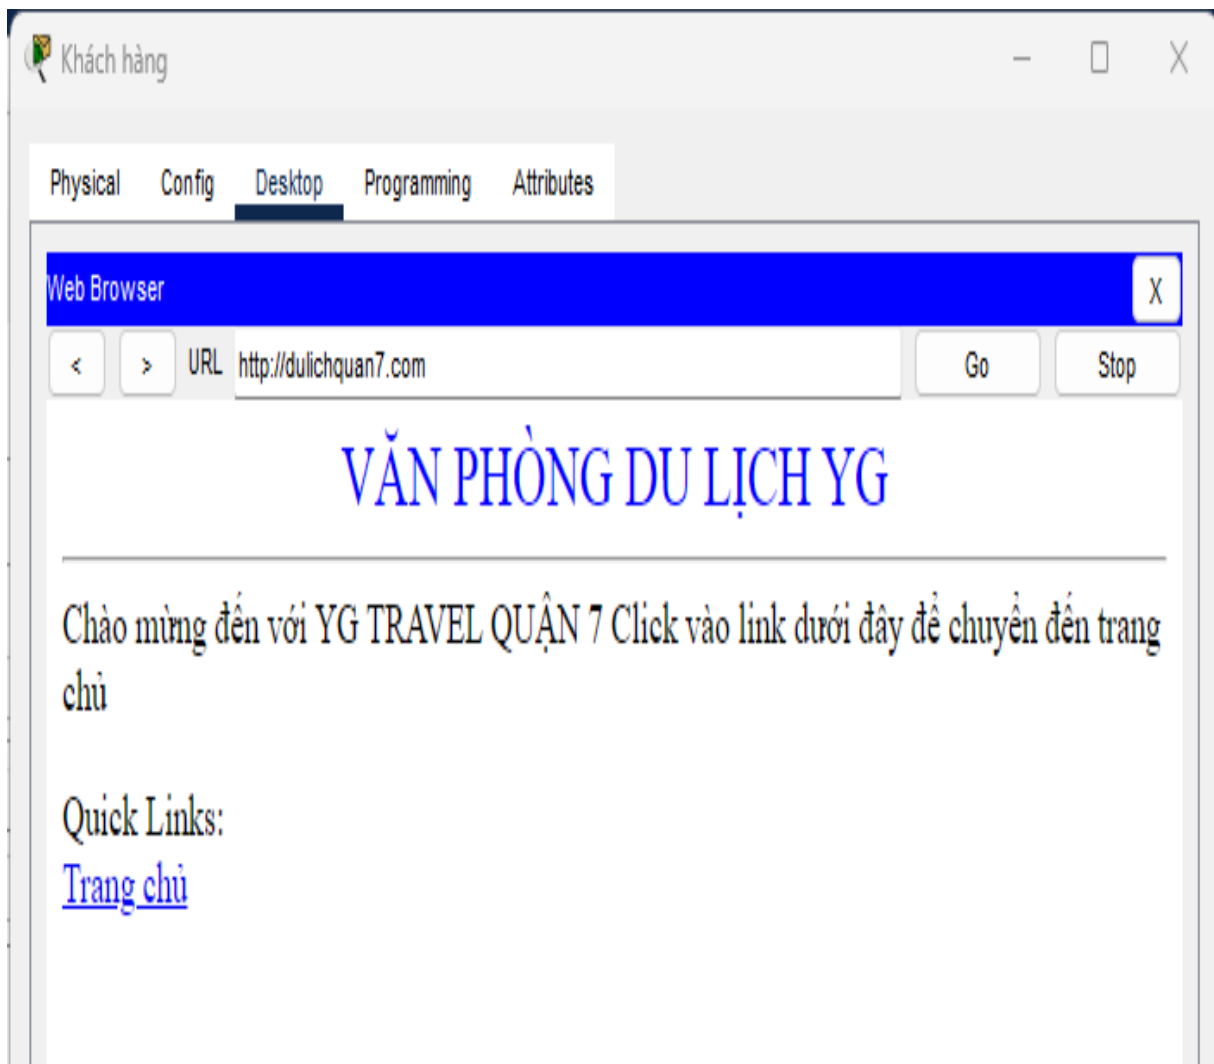 Khách hàng
Physical Config Desktop Programming Attributes
Web Browser X
< > URL http://dulichquan7.com Go Stop
VĂN PHÒNG DU LỊCH YG
Chào mừng đến với YG TRAVEL QUẬN 7 Click vào link dưới đây để chuyển đến trang
chủ
Quick Links:
Trang chủ